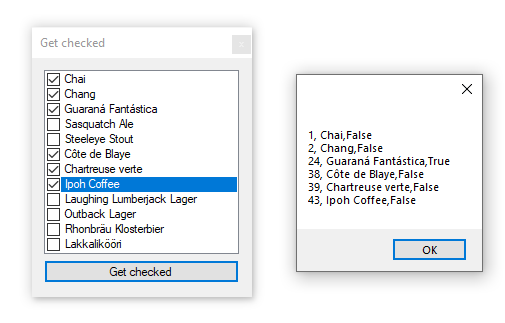 Get checked
Chai
Chang
Guaraná Fantástica
Sasquatch Ale
Steeleye Stout
Côte de Blaye
Chartreuse verte
Ipoh Coffee
Laughing Lumberjack Lager
Outback Lager
Rhonbräu Klosterbier
Lakkalikööri
Get checked
1, Chai,False
2, Chang,False
24, Guaraná Fantástica,True
38, Côte de Blaye,False
39, Chartreuse verte,False
43, Ipoh Coffee,False
OK